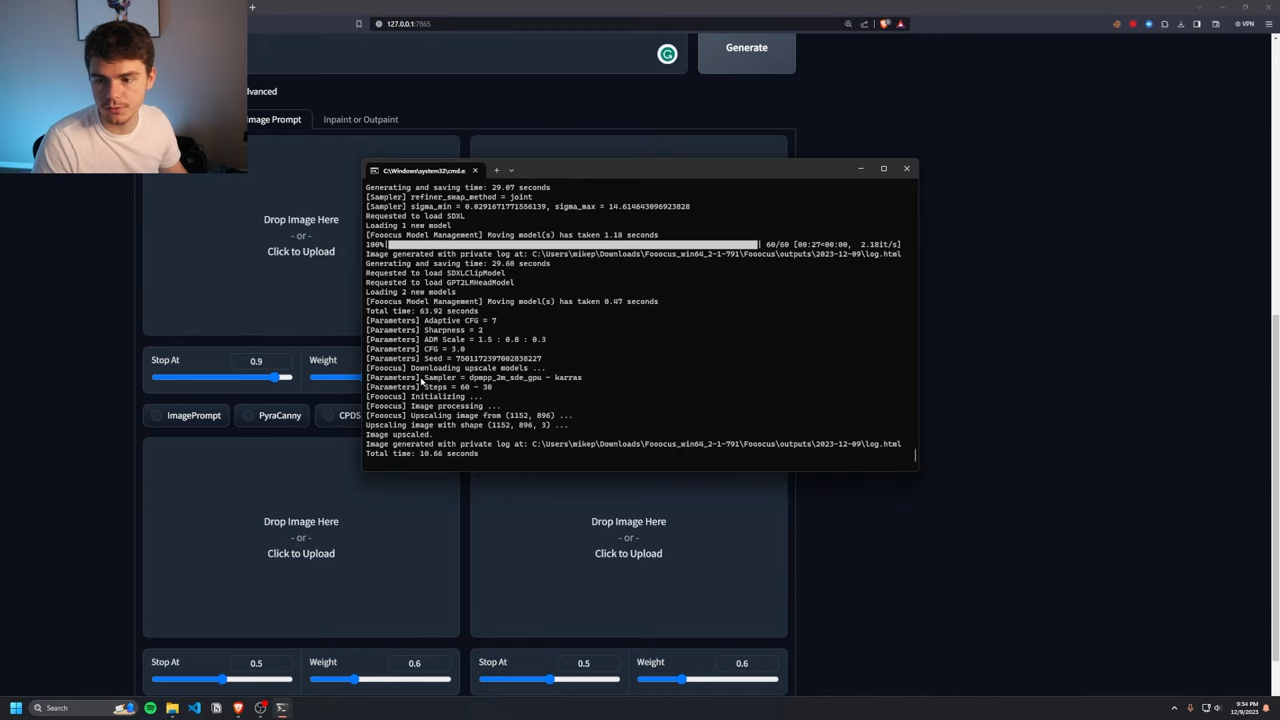 127.0.0.1:7865
VPN
Generate
Image Prompt
Inpaint or Outpaint
Drop Image Here
- or -
Click to Upload
C:\Windows\system32\cmd.e
Generating and saving time: 29.07 seconds
[Sampler] refiner_swap_method = joint
[Sampler] sigma_min = 0.0291671771556139, sigma_max = 14.614643096923828
Requested to load SDXL
Loading 1 new model
[Fooocus Model Management] Moving model(s) has taken 1.18 seconds
100%| | 60/60 [00:27<00:00, 2.18it/s]
Image generated with private log at: C:\Users\mikep\Downloads\Fooocus_win64_2-1-791\Fooocus\outputs\2023-12-09\log.html
Generating and saving time: 29.60 seconds
Requested to load SDXLClipModel
Requested to load GPT2LMHeadModel
Loading 2 new models
[Fooocus Model Management] Moving model(s) has taken 0.47 seconds
Total time: 63.92 seconds
[Parameters] Adaptive CFG = 7
[Parameters] Sharpness = 2
[Parameters] ADM Scale = 1.5 : 0.8 : 0.3
[Parameters] CFG = 3.0
[Parameters] Seed = 7501172397002838227
[Fooocus] Downloading upscale models ...
[Parameters] Sampler = dpmpp_2m_sde_gpu - karras
[Parameters] Steps = 60 - 30
[Fooocus] Initializing ...
[Fooocus] Image processing ...
[Fooocus] Upscaling image from (1152, 896) ...
Upscaling image with shape (1152, 896, 3) ...
Image upscaled.
Image generated with private log at: C:\Users\mikep\Downloads\Fooocus_win64_2-1-791\Fooocus\outputs\2023-12-09\log.html
Total time: 10.66 seconds
Stop At
0.9
Weight
ImagePrompt
PyraCanny
CPDS
Drop Image Here
- or -
Click to Upload
Drop Image Here
- or -
Click to Upload
Stop At
0.5
Weight
0.6
Stop At
0.5
Weight
0.6
Search
9:34 PM
12/9/2023